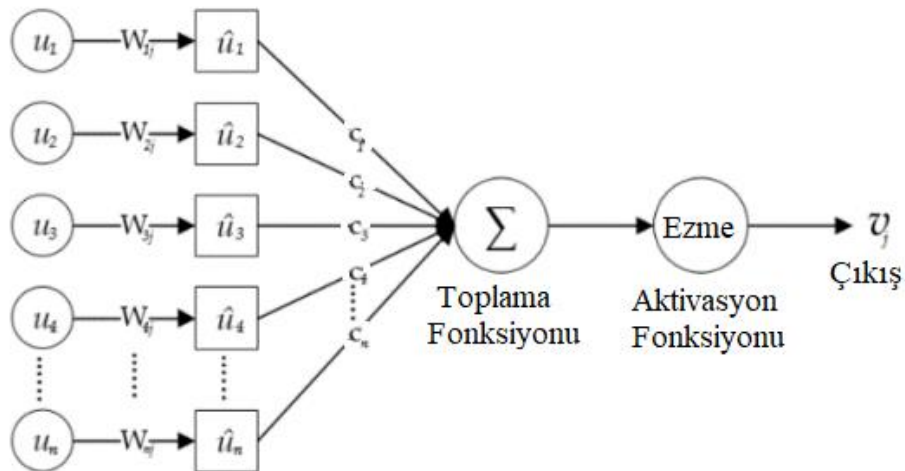 u₁ W₁ⱼ û₁
c₁
u₂ W₂ⱼ û₂
c₂
u₃ W₃ⱼ û₃ c₃ Σ Ezme vⱼ
Çıkış
u₄ W₄ⱼ û₄ c₄
Toplama
Fonksiyonu
Aktivasyon
Fonksiyonu
cₙ
uₙ Wₙⱼ ûₙ